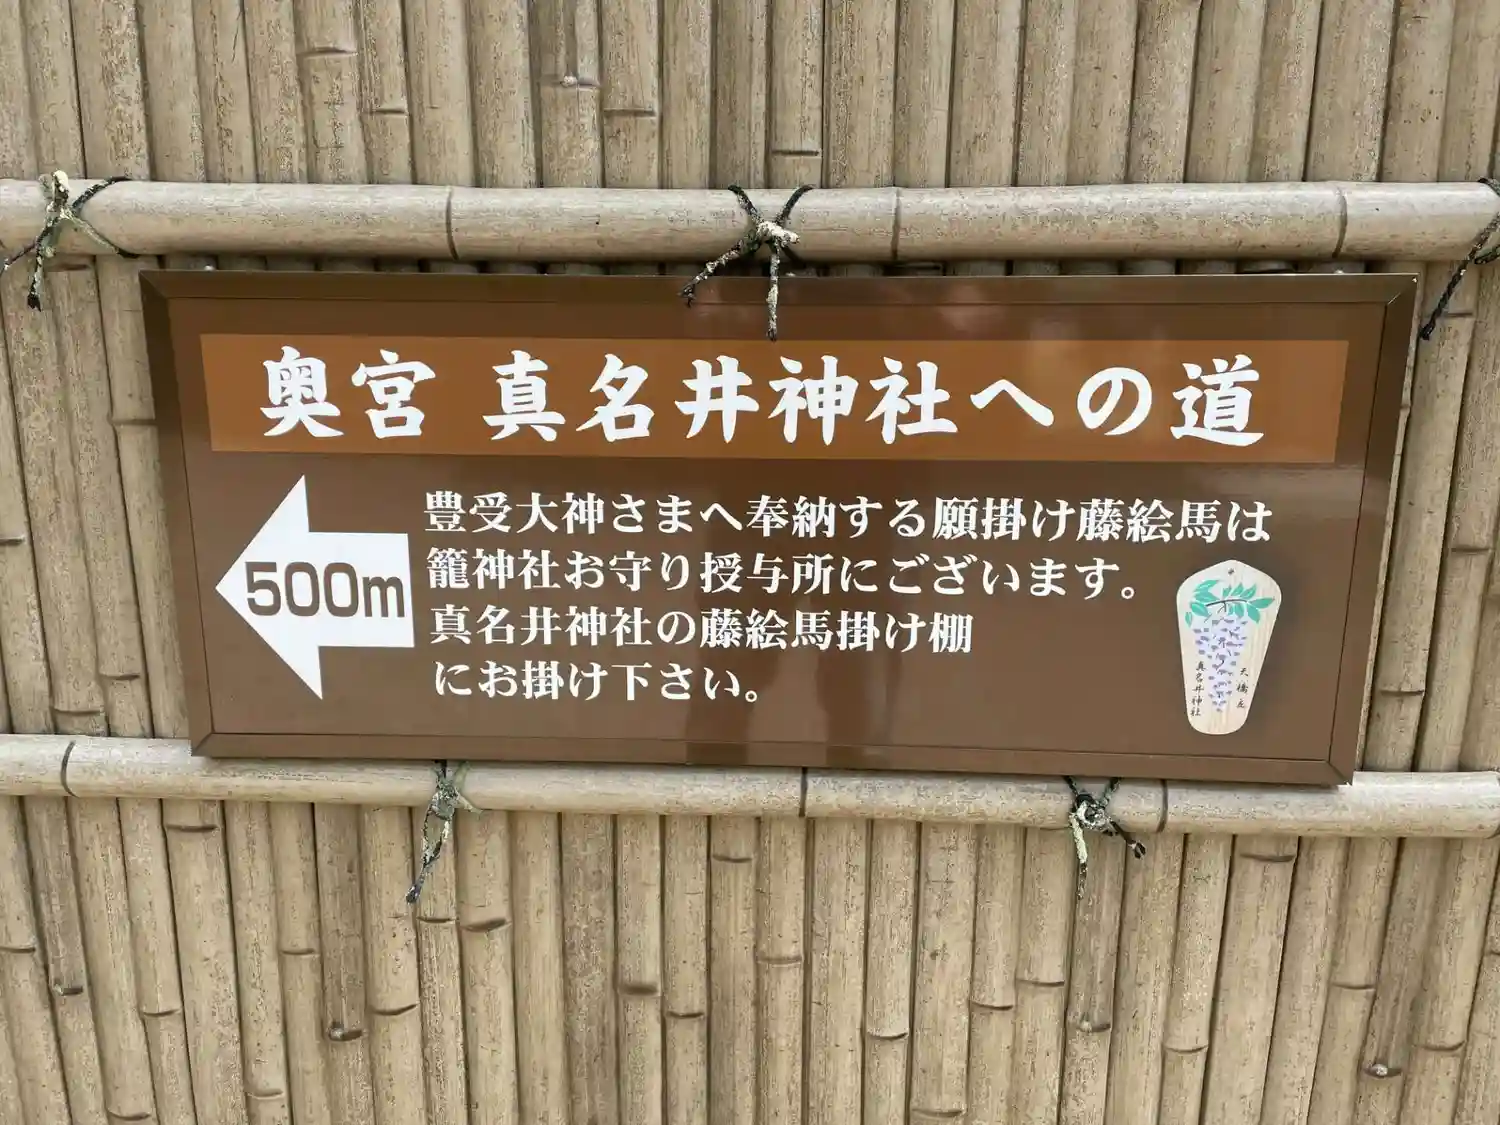 奥宮 真名井神社への道
500m
豊受大神さまへ奉納する願掛け藤絵馬は
籠神社お守り授与所にございます。
真名井神社の藤絵馬掛け棚
にお掛け下さい。
天橋立
真名井神社